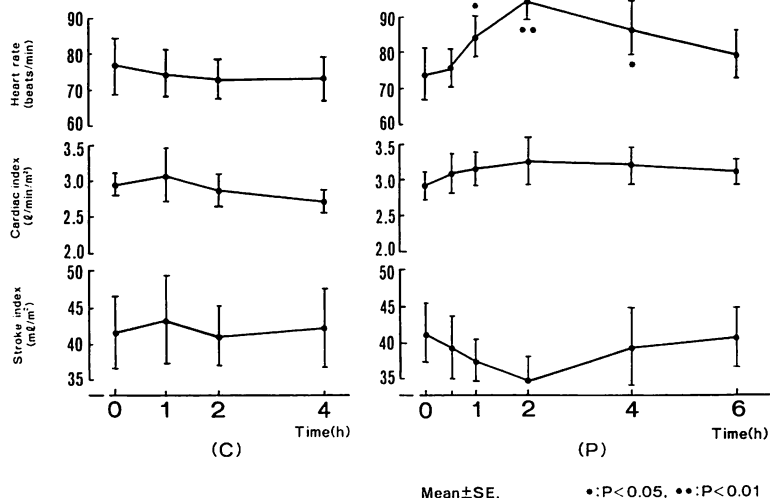 Heart rate
(beats/min)
90
80
70
60
90
80
70
60
Cardiac index
(ℓ/min/m²)
3.5
3.0
2.5
2.0
3.5
3.0
2.5
2.0
Stroke index
(mℓ/m²)
50
45
40
35
50
45
40
35
0 1 2 4
Time(h)
(C)
0 1 2 4 6
Time(h)
(P)
Mean±SE. •:P<0.05, ••:P<0.01